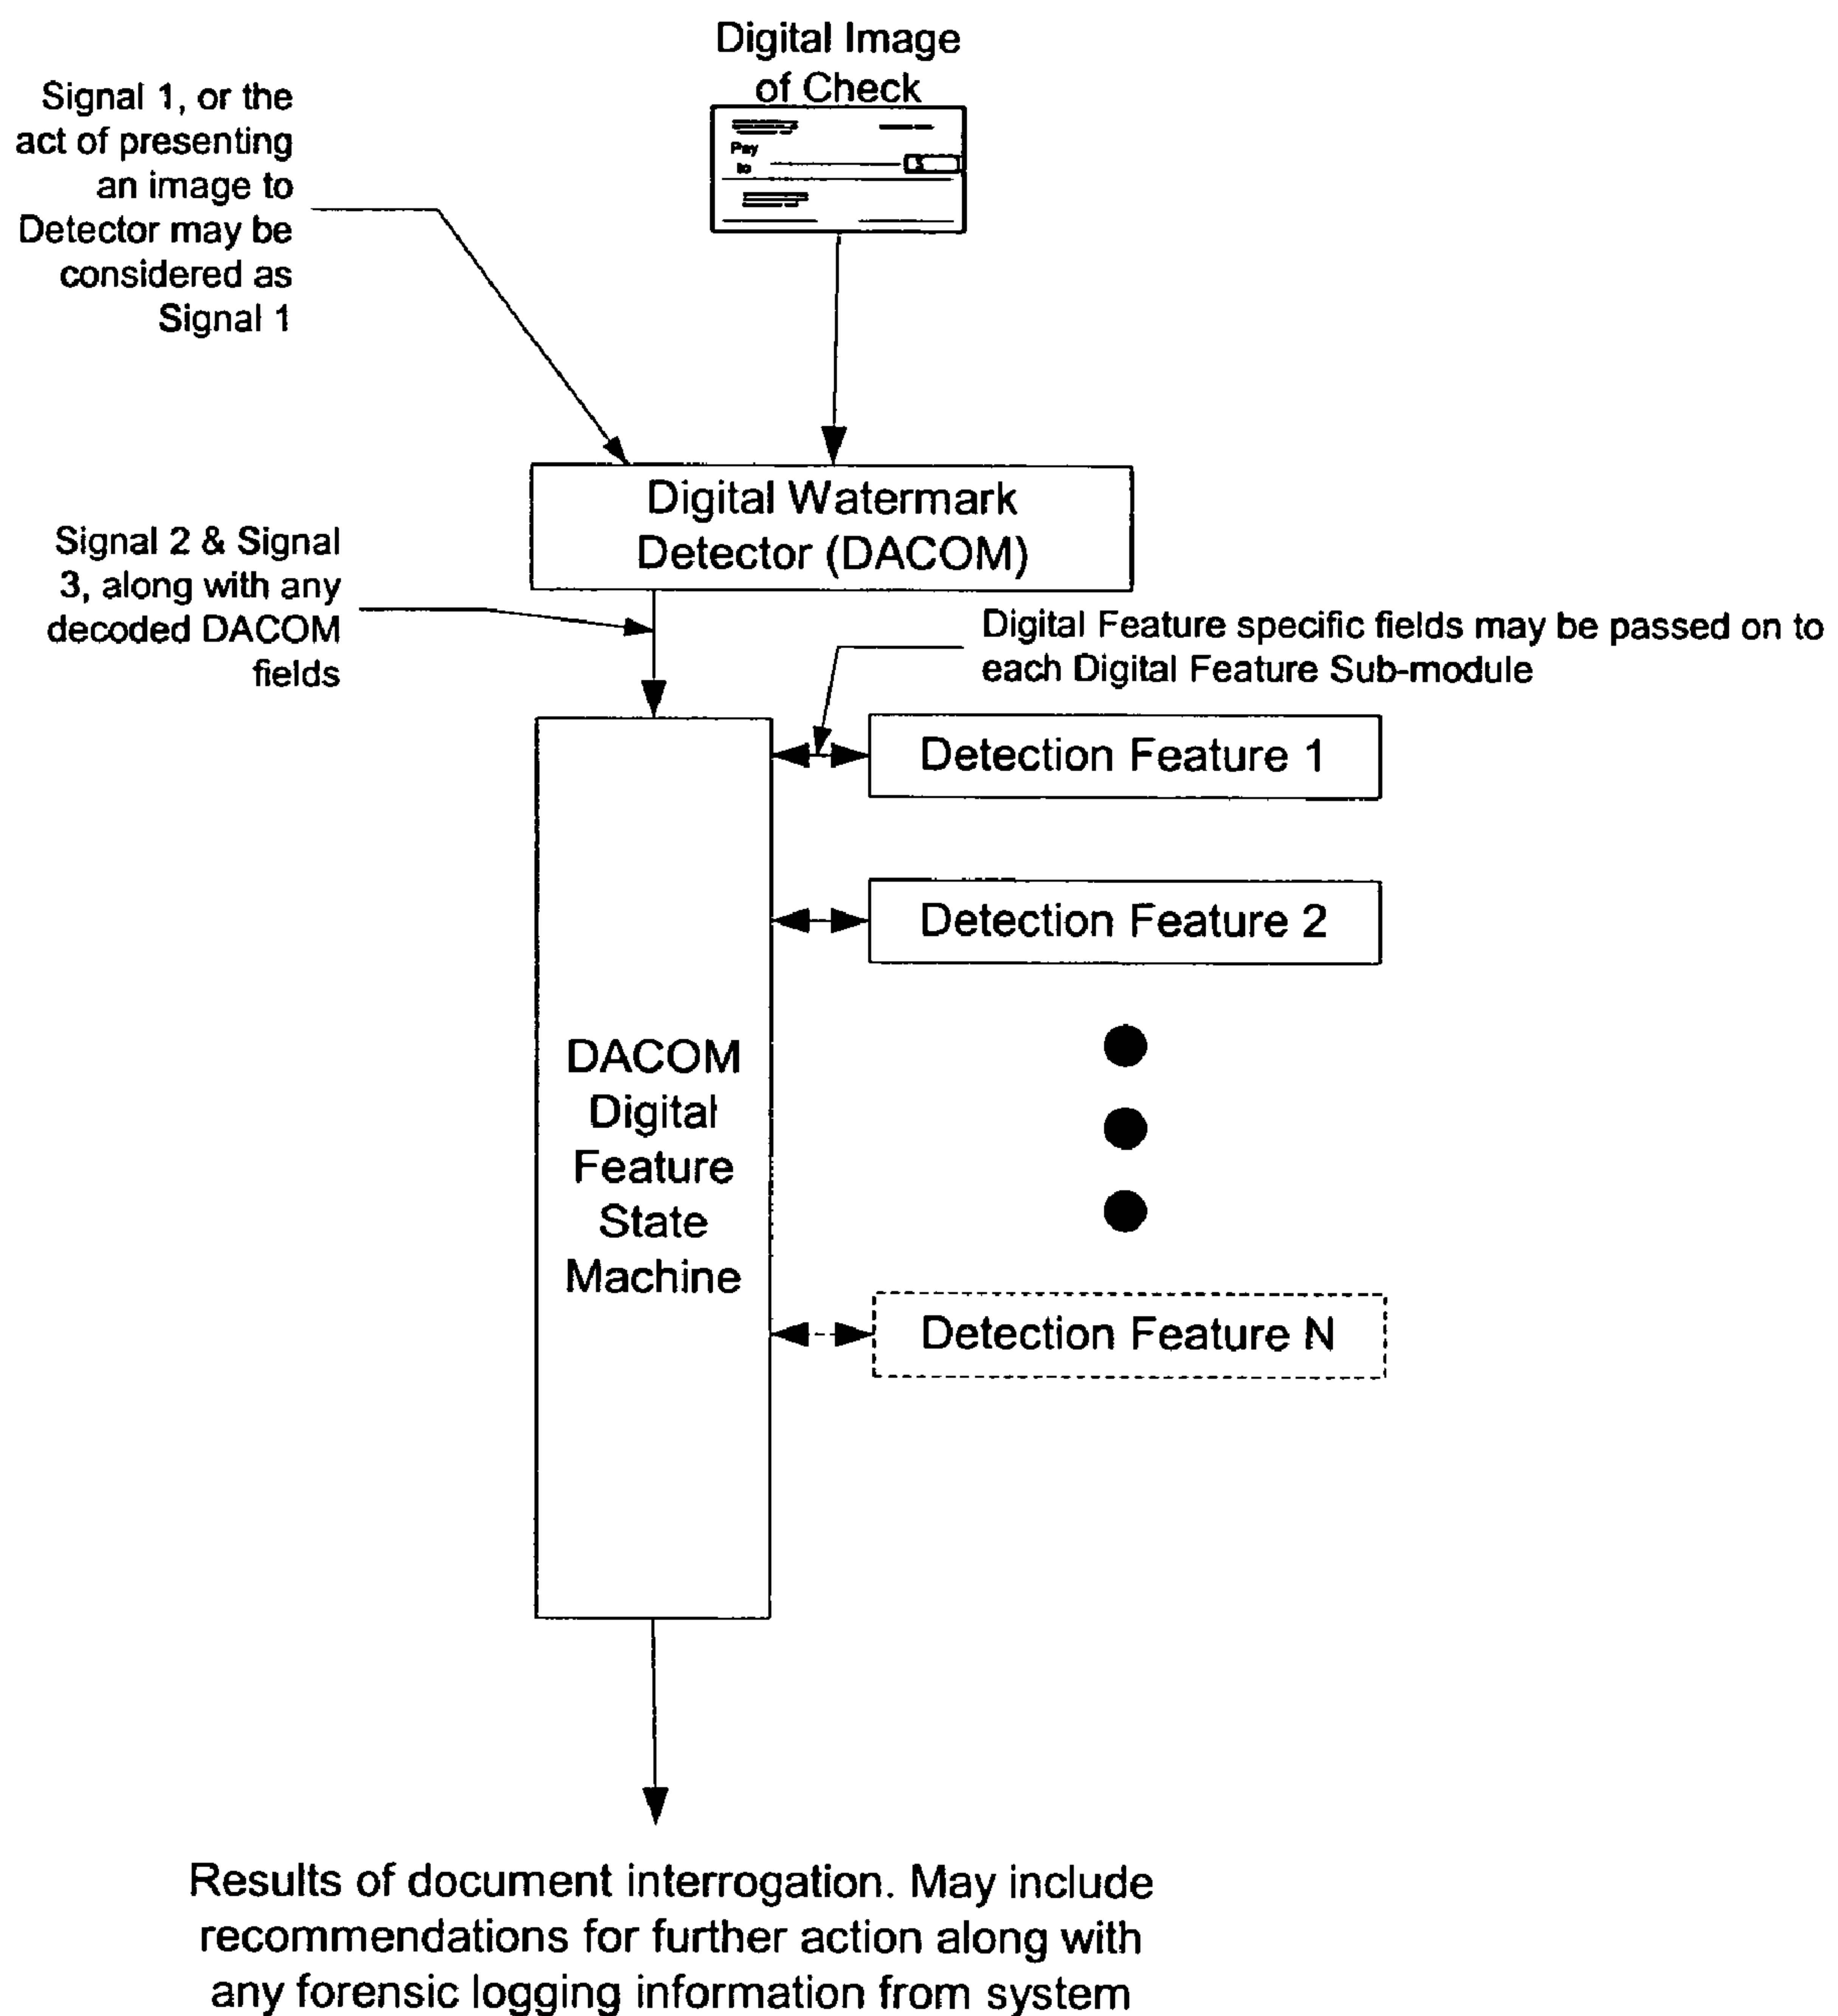 Digital Image
of Check
Pay
to
$
Signal 1, or the
act of presenting
an image to
Detector may be
considered as
Signal 1
Digital Watermark
Detector (DACOM)
Signal 2 & Signal
3, along with any
decoded DACOM
fields
Digital Feature specific fields may be passed on to
each Digital Feature Sub-module
Detection Feature 1
Detection Feature 2
DACOM
Digital
Feature
State
Machine
Detection Feature N
Results of document interrogation. May include
recommendations for further action along with
any forensic logging information from system